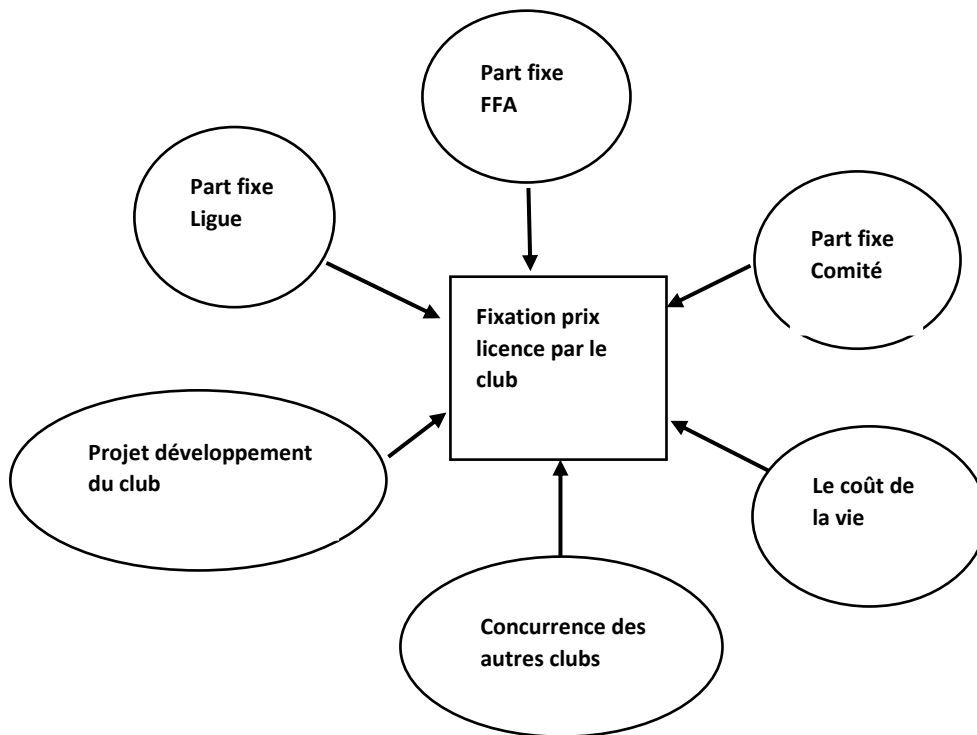 Part fixe
FFA
Part fixe
Ligue
Part fixe
Comité
Fixation prix
licence par le
club
Projet développement
du club
Le coût de
la vie
Concurrence des
autres clubs